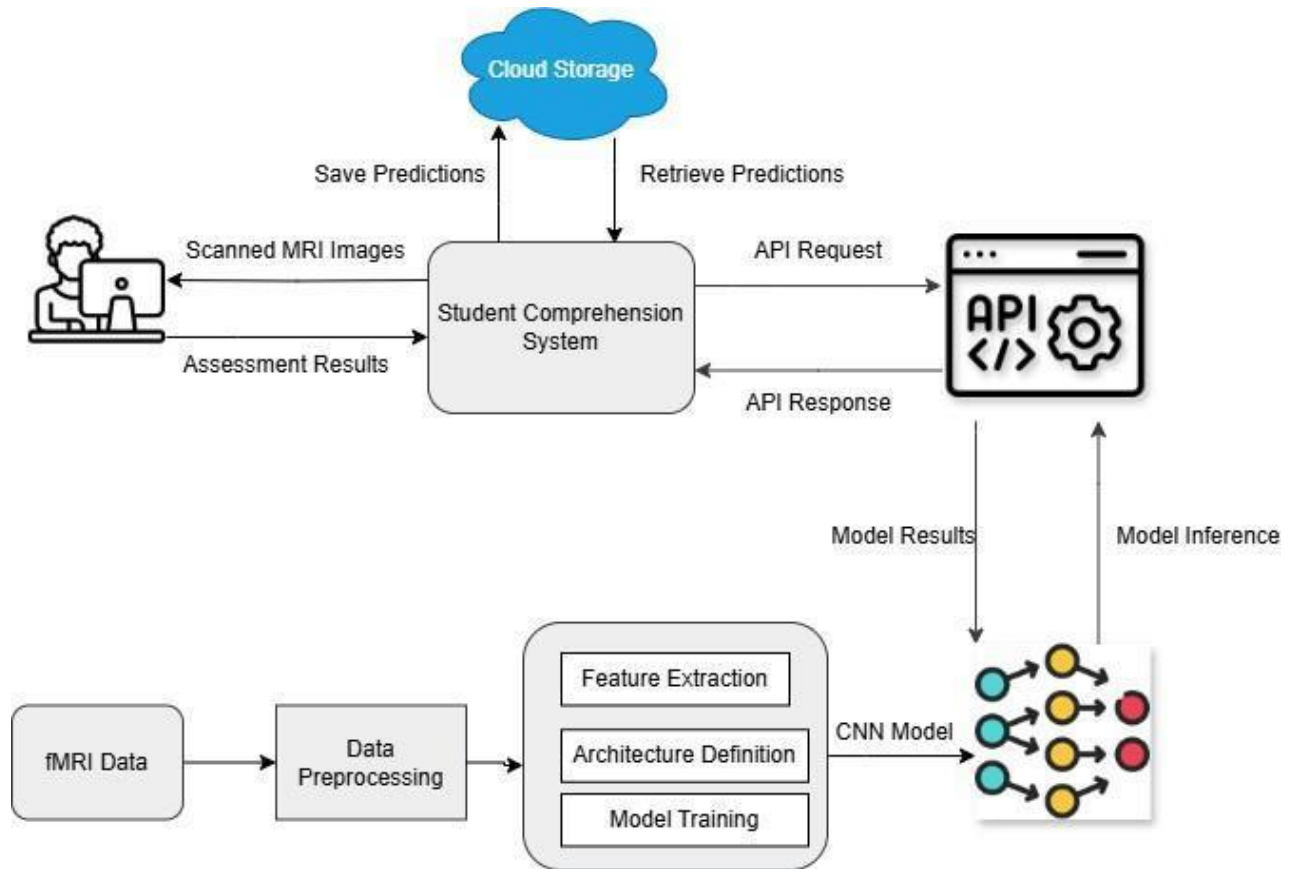 Cloud Storage
Save Predictions
Retrieve Predictions
Scanned MRI Images
API Request
Student Comprehension
System
API
</>
Assessment Results
API Response
Model Results
Model Inference
Feature Extraction
fMRI Data
Data
Preprocessing
Architecture Definition
CNN Model
Model Training